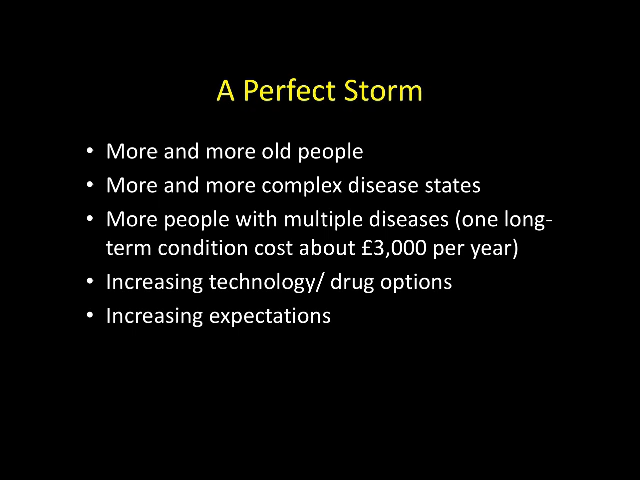 A Perfect Storm
• More and more old people
• More and more complex disease states
• More people with multiple diseases (one long-
term condition cost about £3,000 per year)
• Increasing technology/ drug options
• Increasing expectations